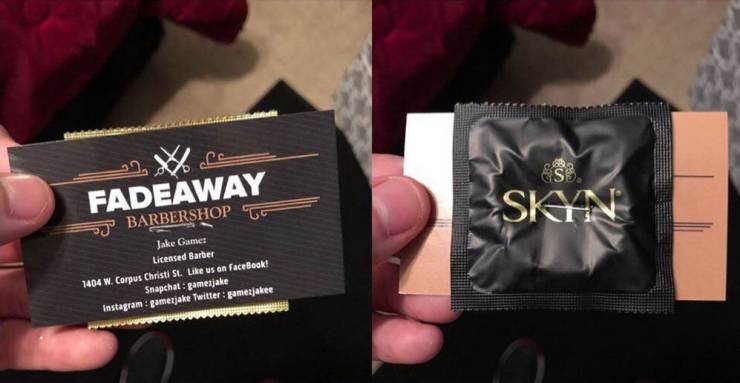 FADEAWAY
BARBERSHOP
Jake Gamez
Licensed Barber
1404 W. Corpus Christi St. Like us on FaceBook!
Snapchat : gamezjake
Instagram : gamezjake Twitter : gamezjakee
S
SKYN®